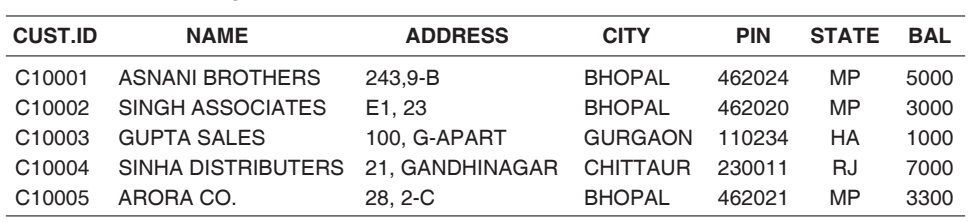 CUST.ID NAME ADDRESS CITY PIN STATE BAL
C10001 ASNANI BROTHERS 243,9-B BHOPAL 462024 MP 5000
C10002 SINGH ASSOCIATES E1, 23 BHOPAL 462020 MP 3000
C10003 GUPTA SALES 100, G-APART GURGAON 110234 HA 1000
C10004 SINHA DISTRIBUTERS 21, GANDHINAGAR CHITTAUR 230011 RJ 7000
C10005 ARORA CO. 28, 2-C BHOPAL 462021 MP 3300